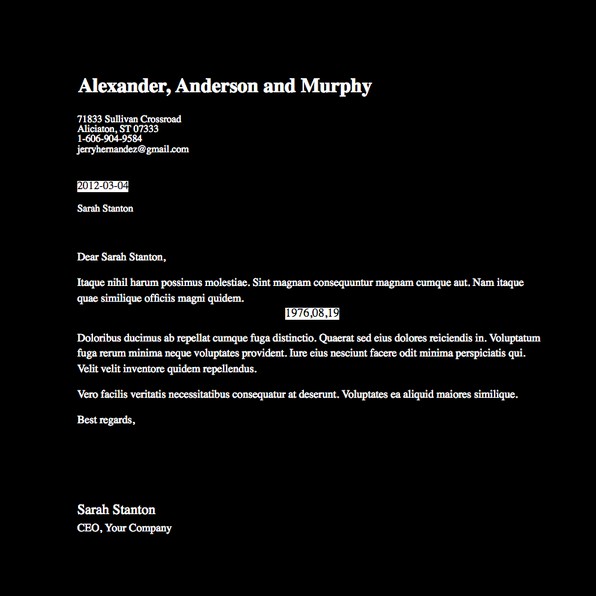 Alexander, Anderson and Murphy
71833 Sullivan Crossroad
Aliciaton, ST 07333
1-606-904-9584
jerryhernandez@gmail.com
2012-03-04
Sarah Stanton
Dear Sarah Stanton,
Itaque nihil harum possimus molestiae. Sint magnam consequuntur magnam cumque aut. Nam itaque
quae similique officiis magni quidem.
1976,08,19
Doloribus ducimus ab repellat cumque fuga distinctio. Quaerat sed eius dolores reiciendis in. Voluptatum
fuga rerum minima neque voluptates provident. Iure eius nesciunt facere odit minima perspiciatis qui.
Velit velit inventore quidem repellendus.
Vero facilis veritatis necessitatibus consequatur at deserunt. Voluptates ea aliquid maiores similique.
Best regards,
Sarah Stanton
CEO, Your Company